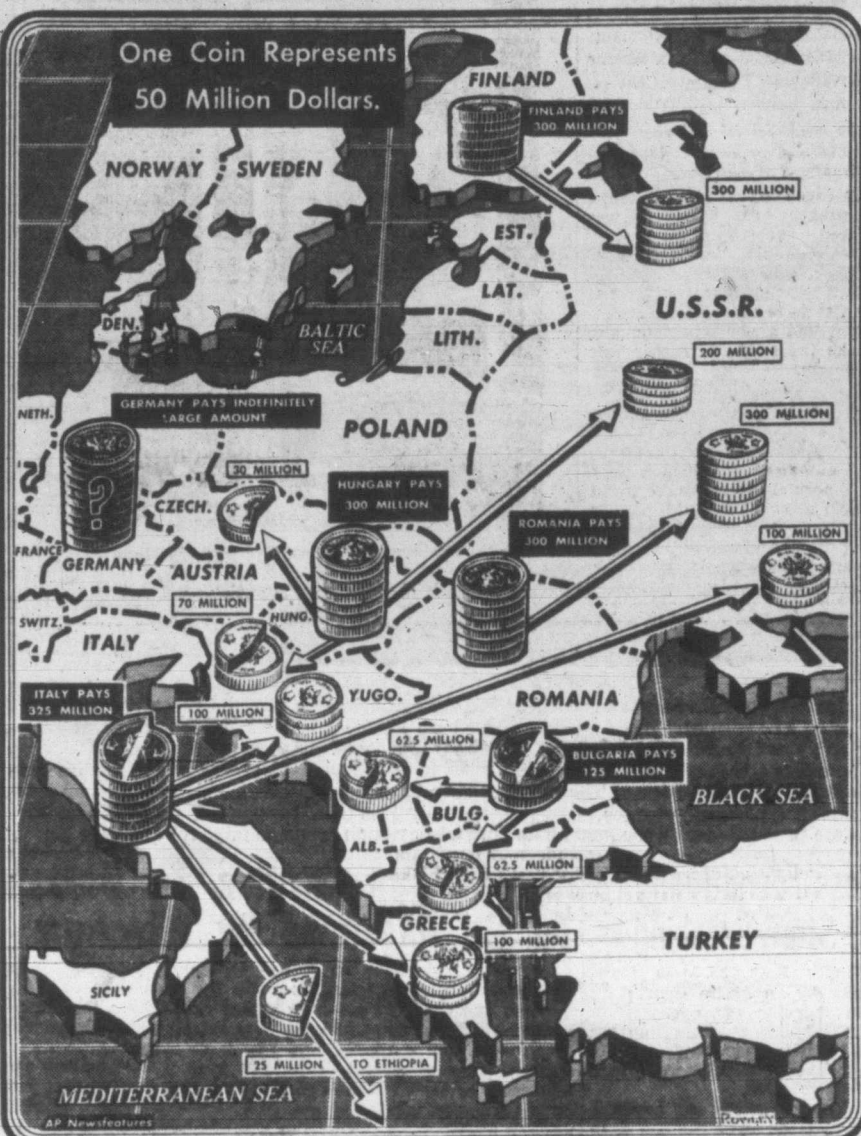 One Coin Represents
50 Million Dollars.
FINLAND
FINLAND PAYS
300 MILLION
NORWAY
SWEDEN
300 MILLION
EST.
LAT.
U.S.S.R.
DEN.
BALTIC
SEA
LITH.
200 MILLION
GERMANY PAYS INDEFINITELY
LARGE AMOUNT
NETH.
POLAND
300 MILLION
30 MILLION
?
CZECH.
HUNGARY PAYS
300 MILLION
ROMANIA PAYS
300 MILLION
100 MILLION
FRANCE
GERMANY
AUSTRIA
70 MILLION
HUNG.
SWITZ.
ITALY
ITALY PAYS
325 MILLION
YUGO.
ROMANIA
100 MILLION
62.5 MILLION
BULGARIA PAYS
125 MILLION
BLACK SEA
BULG.
ALB.
62.5 MILLION
GREECE
100 MILLION
TURKEY
SICILY
25 MILLION TO ETHIOPIA
MEDITERRANEAN SEA
AP Newsfeatures